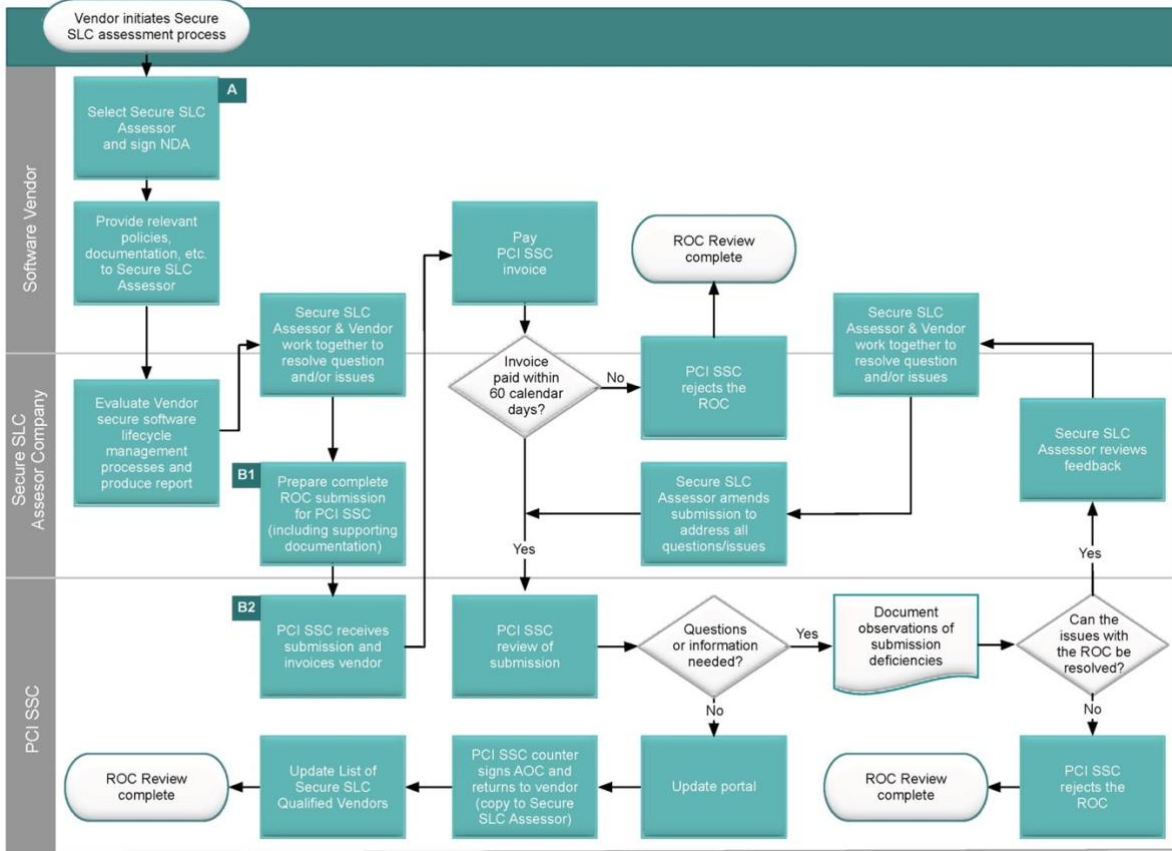 Vendor initiates Secure
SLC assessment process
Software Vendor
A
Select Secure SLC
Assessor
and sign NDA
Provide relevant
policies,
documentation, etc.
to Secure SLC
Assessor
Secure SLC
Assessor & Vendor
work together to
resolve question
and/or issues
Pay
PCI SSC
invoice
ROC Review
complete
Secure SLC
Assessor & Vendor
work together to
resolve question
and/or issues
Secure SLC
Assesor Company
Evaluate Vendor
secure software
lifecycle
management
processes and
produce report
B1
Prepare complete
ROC submission
for PCI SSC
(including supporting
documentation)
Invoice
paid within
60 calendar
days?
No
PCI SSC
rejects the
ROC
Secure SLC
Assessor amends
submission to
address all
questions/issues
Secure SLC
Assessor reviews
feedback
Yes
Yes
PCI SSC
B2
PCI SSC receives
submission and
invoices vendor
PCI SSC
review of
submission
Questions
or information
needed?
Yes
Document
observations of
submission
deficiencies
Can the
issues with
the ROC be
resolved?
No
No
ROC Review
complete
Update List of
Secure SLC
Qualified Vendors
PCI SSC counter
signs AOC and
returns to vendor
(copy to Secure
SLC Assessor)
Update portal
ROC Review
complete
PCI SSC
rejects the
ROC